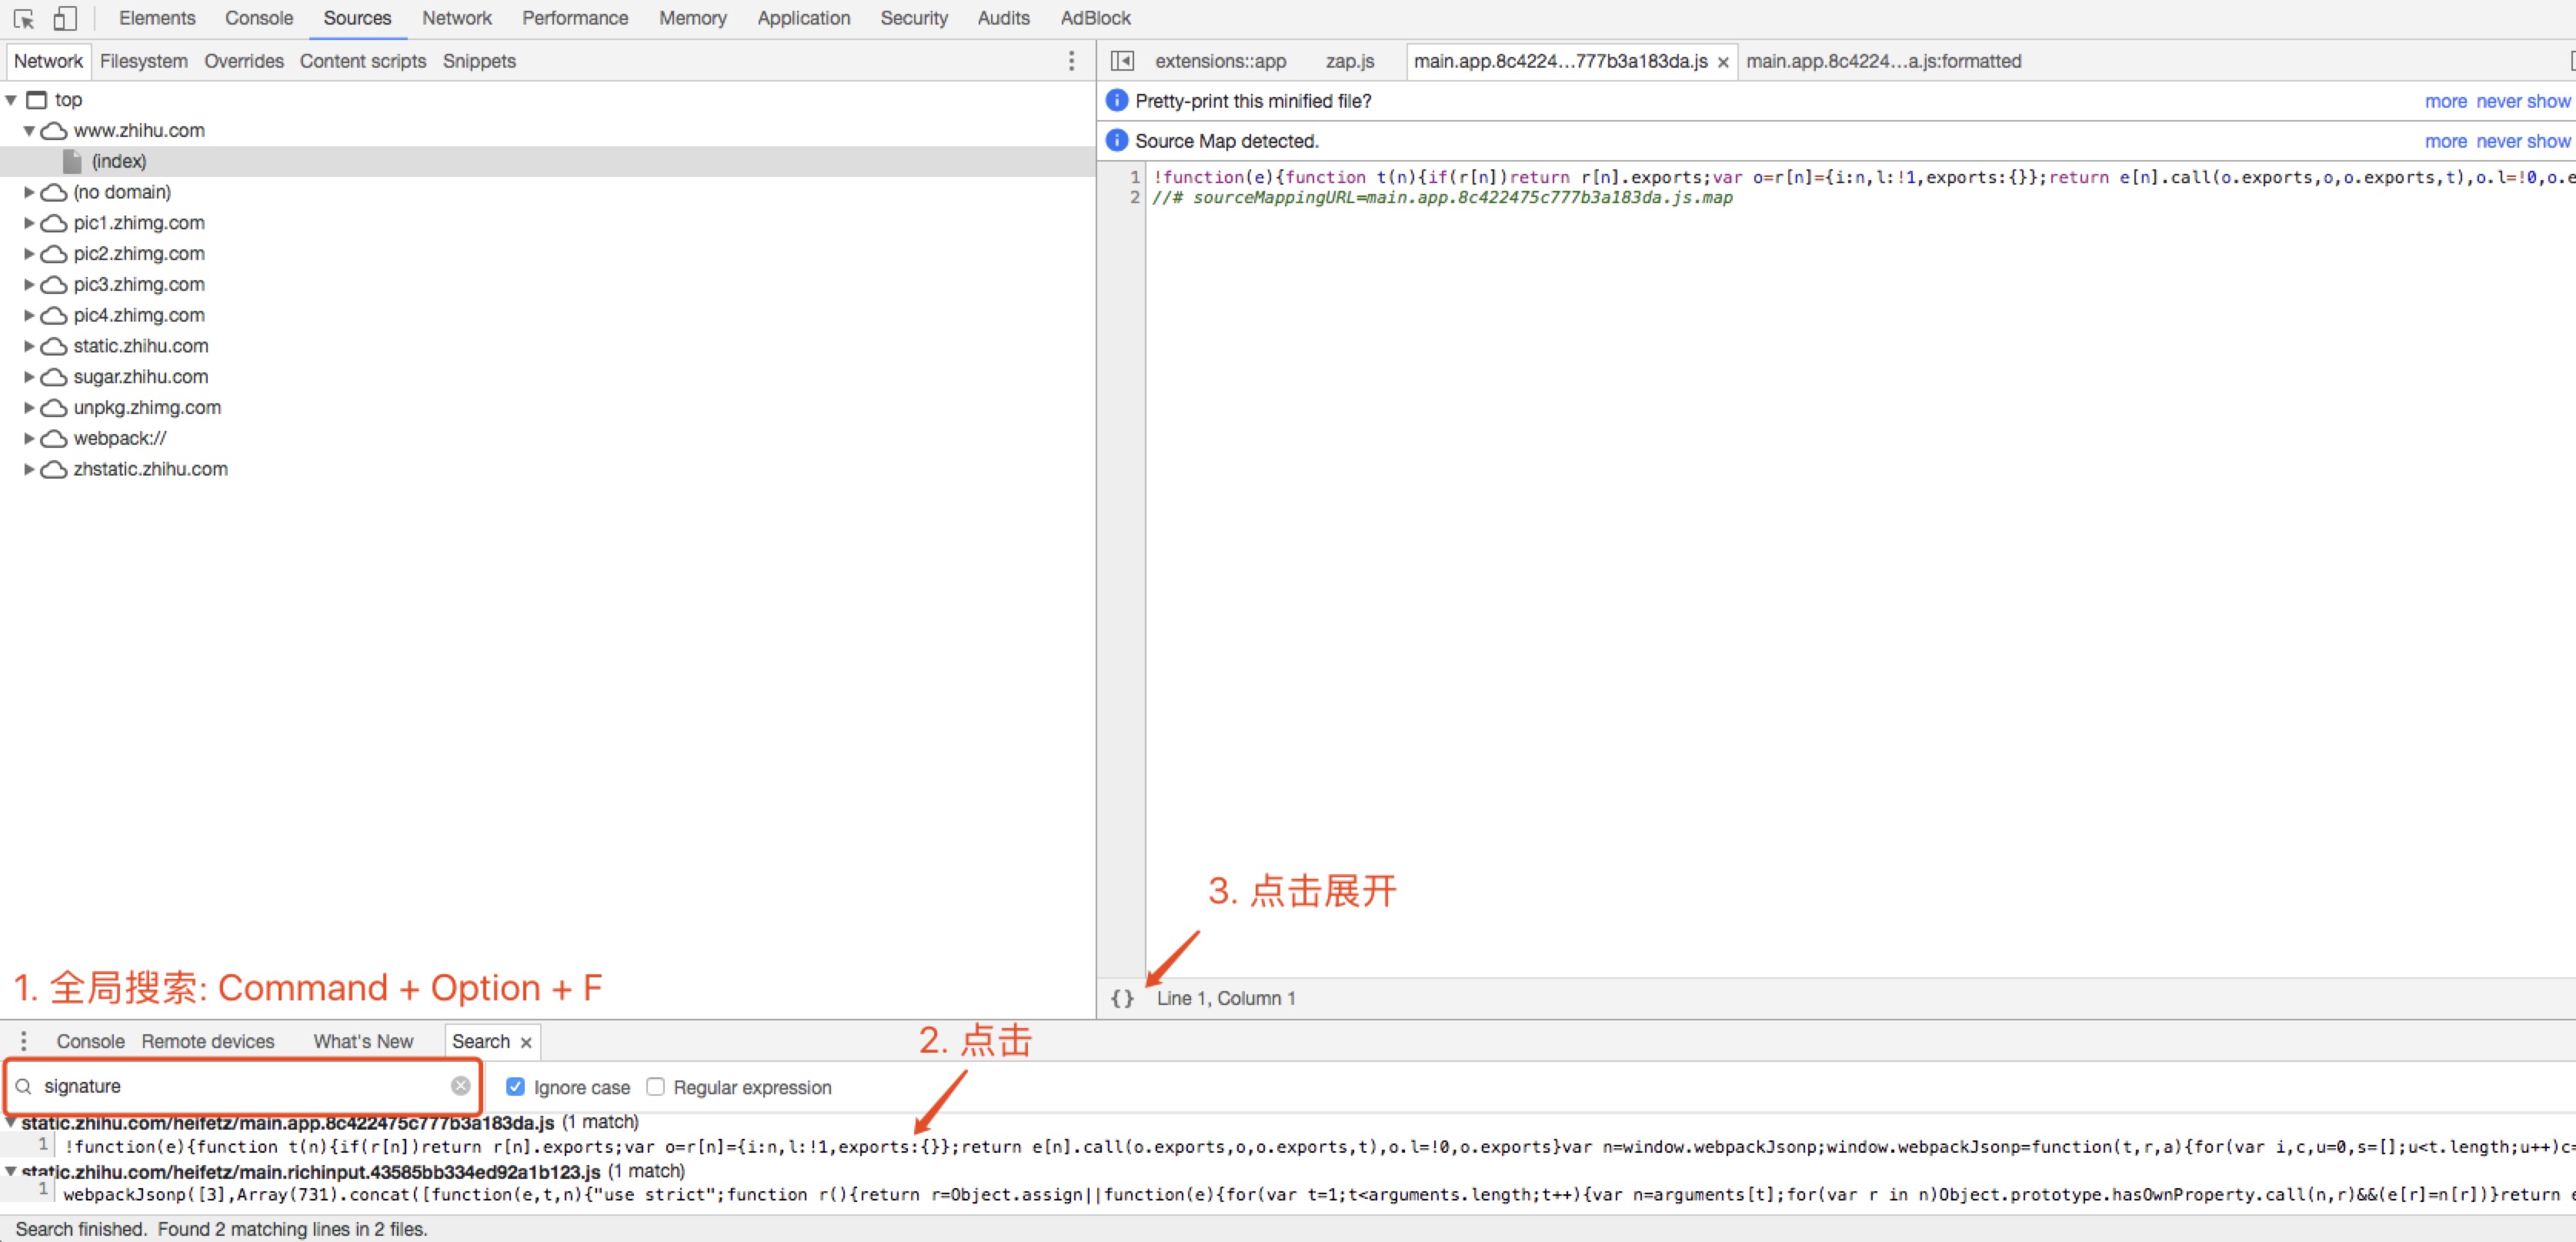 Elements Console Sources Network Performance Memory Application Security Audits AdBlock
Network Filesystem Overrides Content scripts Snippets
top
www.zhihu.com
(index)
(no domain)
pic1.zhimg.com
pic2.zhimg.com
pic3.zhimg.com
pic4.zhimg.com
static.zhihu.com
sugar.zhihu.com
unpkg.zhimg.com
webpack://
zhstatic.zhihu.com
extensions::app zap.js main.app.8c4224…777b3a183da.js × main.app.8c4224…a.js:formatted
Pretty-print this minified file? more never show
Source Map detected. more never show
1 !function(e){function t(n){if(r[n])return r[n].exports;var o=r[n]={i:n,l:!1,exports:{}};return e[n].call(o.exports,o,o.exports,t),o.l=!0,o.e
2 //# sourceMappingURL=main.app.8c422475c777b3a183da.js.map
3. 点击展开
{} Line 1, Column 1
1. 全局搜索: Command + Option + F
Console Remote devices What's New Search ×
2. 点击
signature Ignore case Regular expression
static.zhihu.com/heifetz/main.app.8c422475c777b3a183da.js (1 match)
1 !function(e){function t(n){if(r[n])return r[n].exports;var o=r[n]={i:n,l:!1,exports:{}};return e[n].call(o.exports,o,o.exports,t),o.l=!0,o.exports}var n=window.webpackJsonp;window.webpackJsonp=function(t,r,a){for(var i,c,u=0,s=[];u<t.length;u++)c=
static.zhihu.com/heifetz/main.richinput.43585bb334ed92a1b123.js (1 match)
1 webpackJsonp([3],Array(731).concat([function(e,t,n){"use strict";function r(){return r=Object.assign||function(e){for(var t=1;t<arguments.length;t++){var n=arguments[t];for(var r in n)Object.prototype.hasOwnProperty.call(n,r)&&(e[r]=n[r])}return e
Search finished. Found 2 matching lines in 2 files.